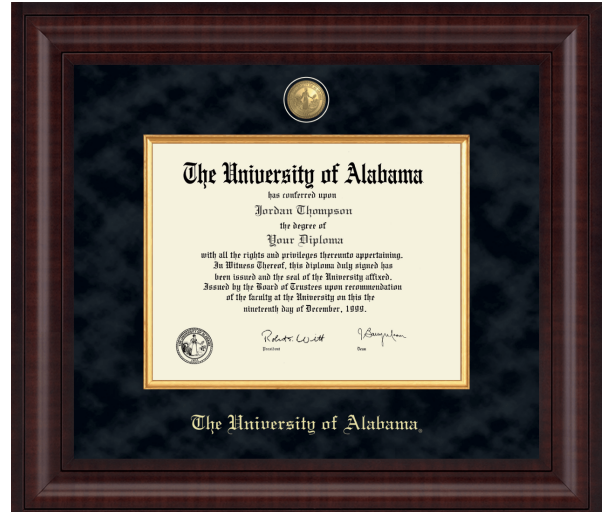 The University of Alabama
has conferred upon
Jordan Thompson
the degree of
Your Diploma
with all the rights and privileges thereunto appertaining.
In Witness Thereof, this diploma duly signed has
been issued and the seal of the University affixed.
Issued by the Board of Trustees upon recommendation
of the faculty at the University on this the
nineteenth day of December, 1999.
Robert E. Witt
President
Dean
The University of Alabama®